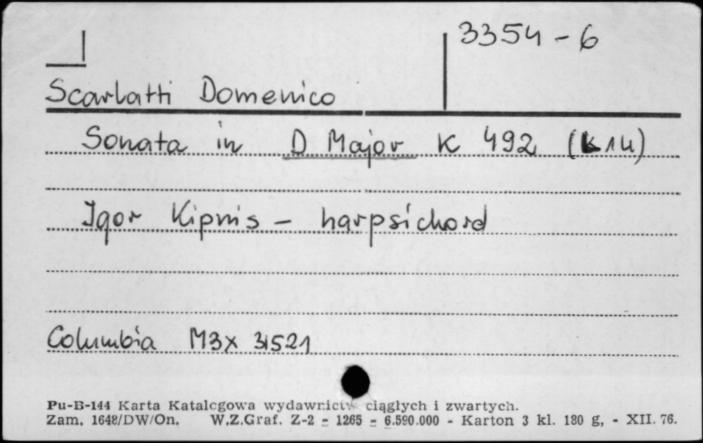 3354-6
Scarlatti Domenico
Sonata in D Major K 492 (L14)
Igor Kipnis - harpsichord
Columbia M3X 31521
Pu-B-144 Karta Katalogowa wydawnictw ciągłych i zwartych.
Zam. 1648/DW/On. W.Z.Graf. Z-2 - 1265 - 6.590.000 - Karton 3 kl. 180 g, - XII. 76.